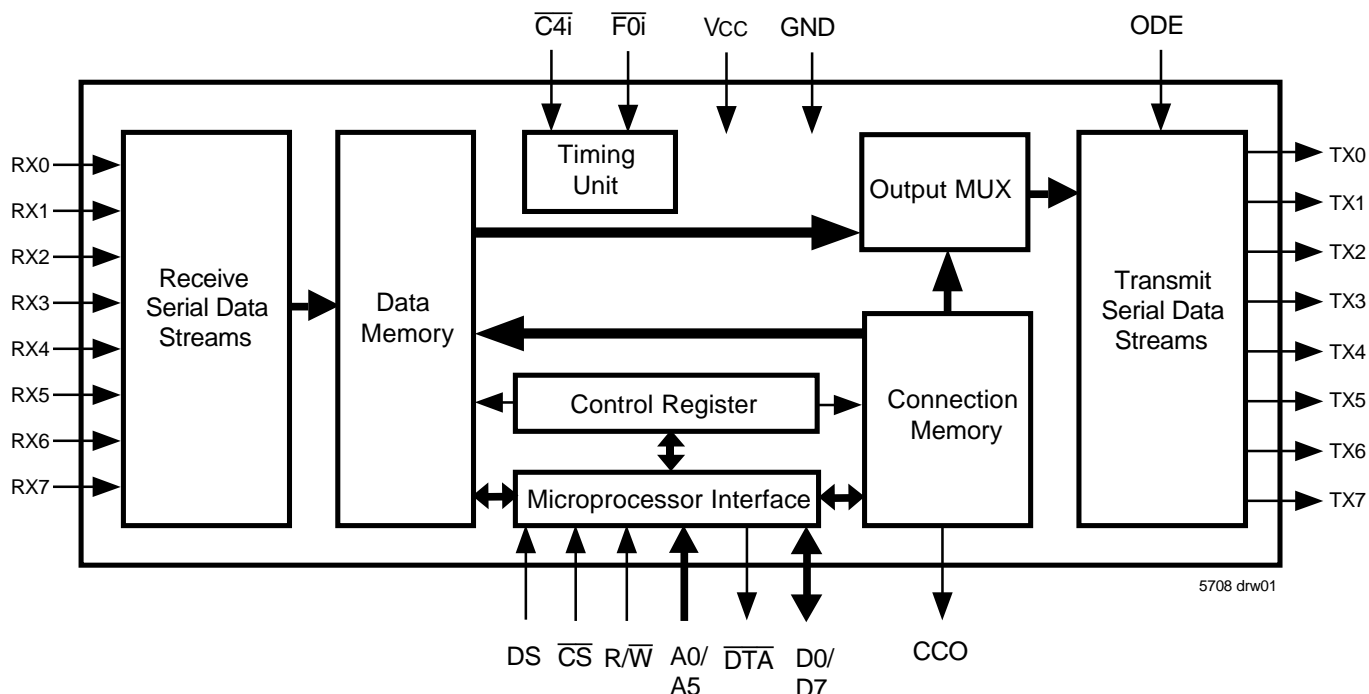 C4i F0i VCC GND ODE
RX0
RX1
RX2
RX3
RX4
RX5
RX6
RX7
Receive
Serial Data
Streams
Data
Memory
Timing
Unit
Output MUX
Control Register
Microprocessor Interface
Connection
Memory
Transmit
Serial Data
Streams
TX0
TX1
TX2
TX3
TX4
TX5
TX6
TX7
5708 drw01
DS CS R/W A0/ DTA D0/ CCO
A5 D7